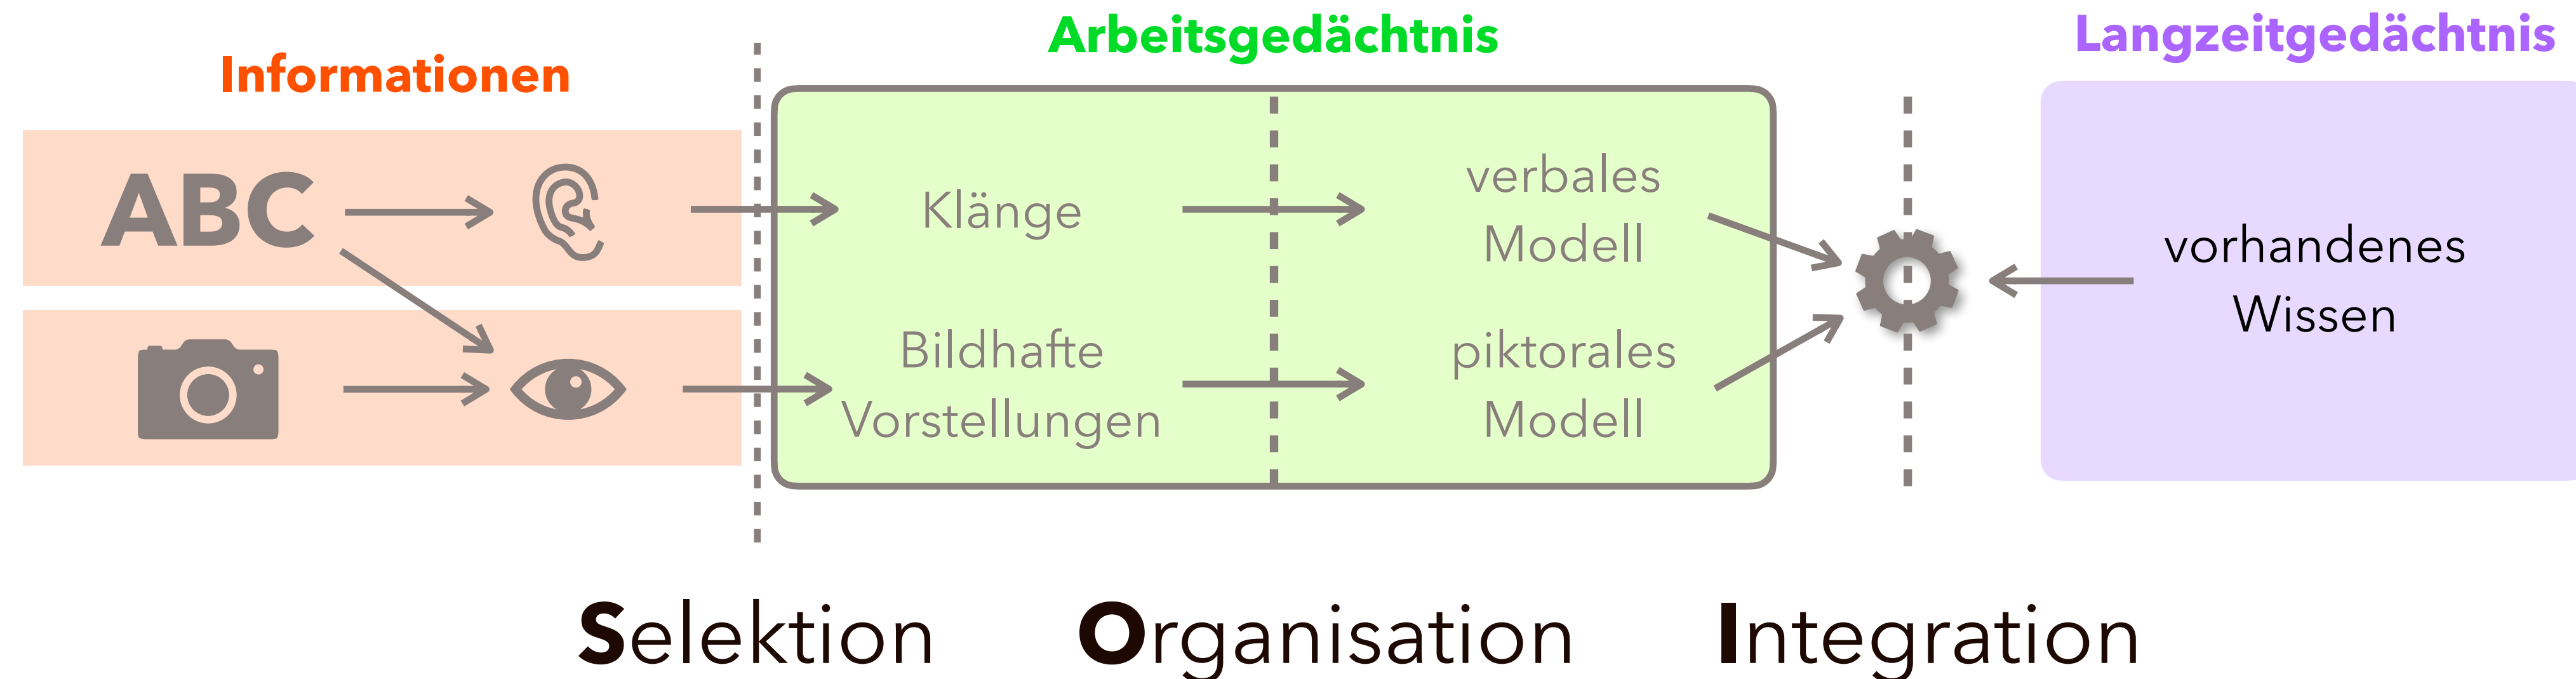 Informationen
Arbeitsgedächtnis
Langzeitgedächtnis
ABC
Klänge
verbales
Modell
Bildhafte
Vorstellungen
piktorales
Modell
vorhandenes
Wissen
Selektion
Organisation
Integration